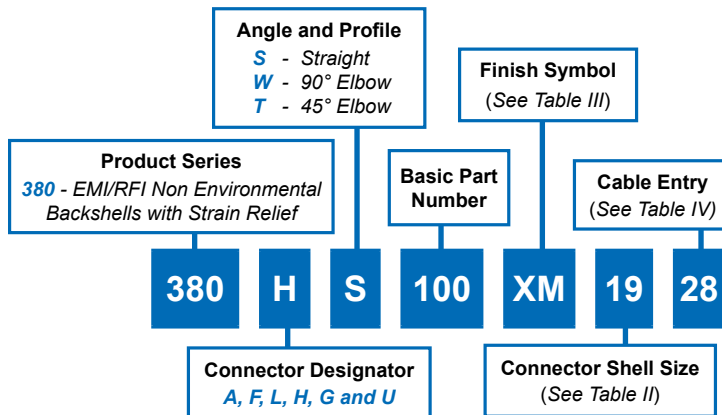 Angle and Profile
S - Straight
W - 90° Elbow
T - 45° Elbow
Finish Symbol
(See Table III)
Product Series
380 - EMI/RFI Non Environmental
Backshells with Strain Relief
Basic Part
Number
Cable Entry
(See Table IV)
380 H S 100 XM 19 28
Connector Designator
A, F, L, H, G and U
Connector Shell Size
(See Table II)